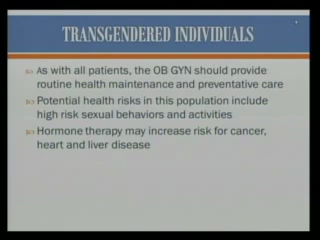 TRANSGENDERED INDIVIDUALS
As with all patients, the OB GYN should provide
routine health maintenance and preventative care
Potential health risks in this population include
high risk sexual behaviors and activities
Hormone therapy may increase risk for cancer,
heart and liver disease